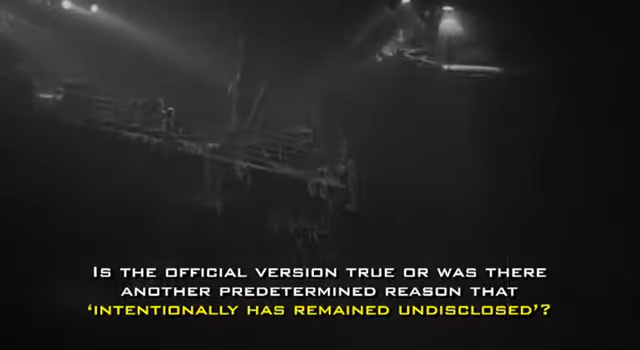 Is the official version true or was there
another predetermined reason that
‘intentionally has remained undisclosed’?